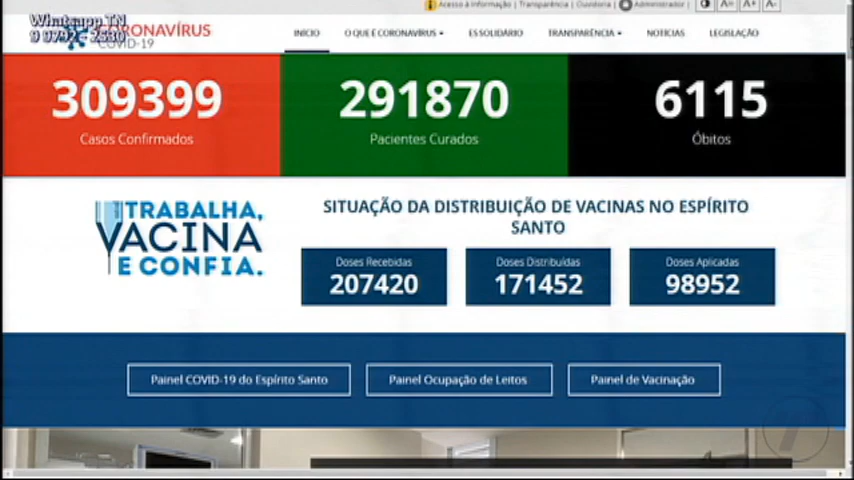 Acesso à Informação | Transparência | Ouvidoria | Administrador |
A= A+ A-
Whatsapp TN
CORONAVÍRUS
COVID-19
INÍCIO O QUE É CORONAVÍRUS ES SOLIDÁRIO TRANSPARÊNCIA NOTÍCIAS LEGISLAÇÃO
309399
Casos Confirmados
291870
Pacientes Curados
6115
Óbitos
TRABALHA,
VACINA
E CONFIA.
SITUAÇÃO DA DISTRIBUIÇÃO DE VACINAS NO ESPÍRITO
SANTO
Doses Recebidas
207420
Doses Distribuídas
171452
Doses Aplicadas
98952
Painel COVID-19 do Espírito Santo
Painel Ocupação de Leitos
Painel de Vacinação